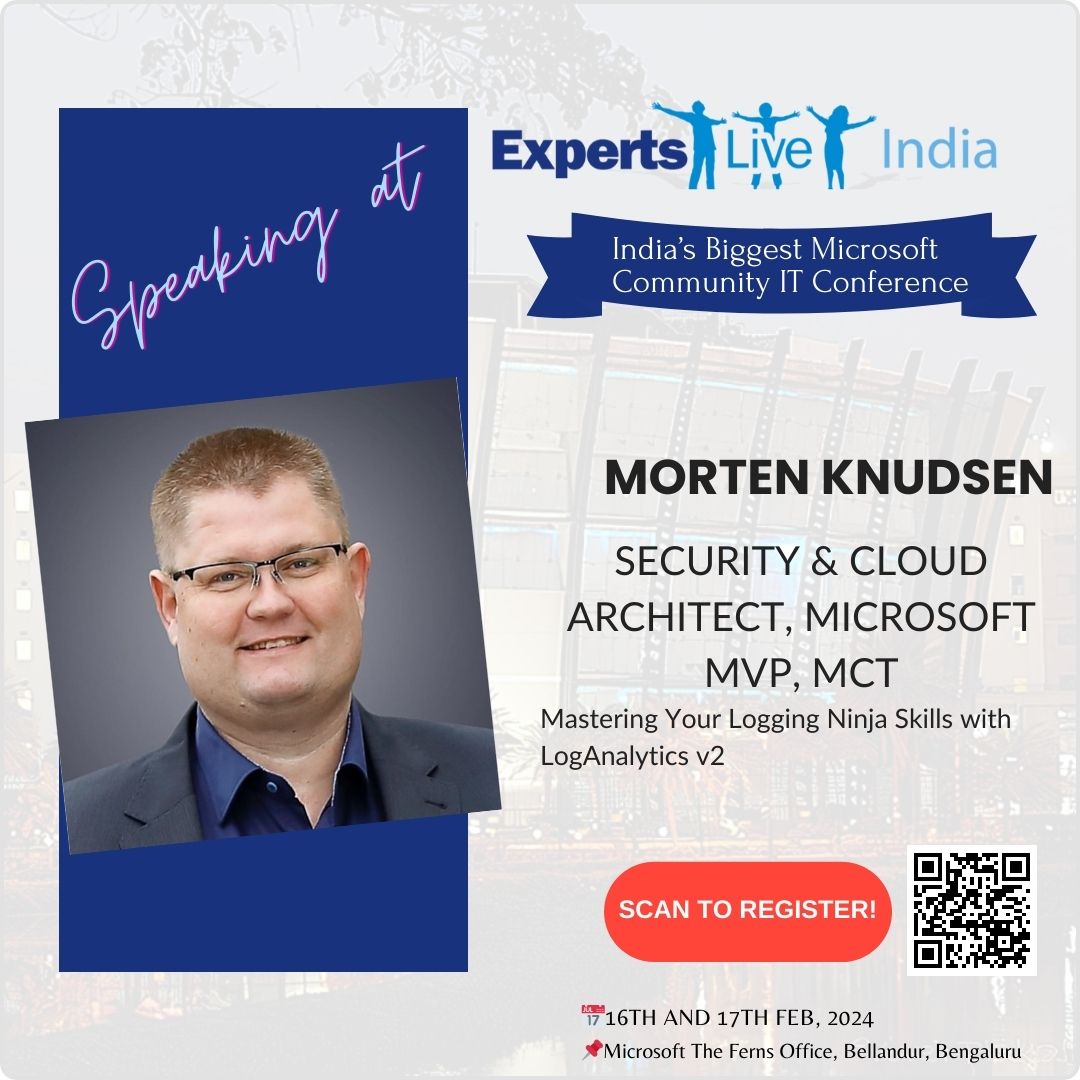 Speaking at
Experts Live India
India’s Biggest Microsoft
Community IT Conference
MORTEN KNUDSEN
SECURITY & CLOUD
ARCHITECT, MICROSOFT
MVP, MCT
Mastering Your Logging Ninja Skills with
LogAnalytics v2
SCAN TO REGISTER!
JUL
17
16TH AND 17TH FEB, 2024
Microsoft The Ferns Office, Bellandur, Bengaluru